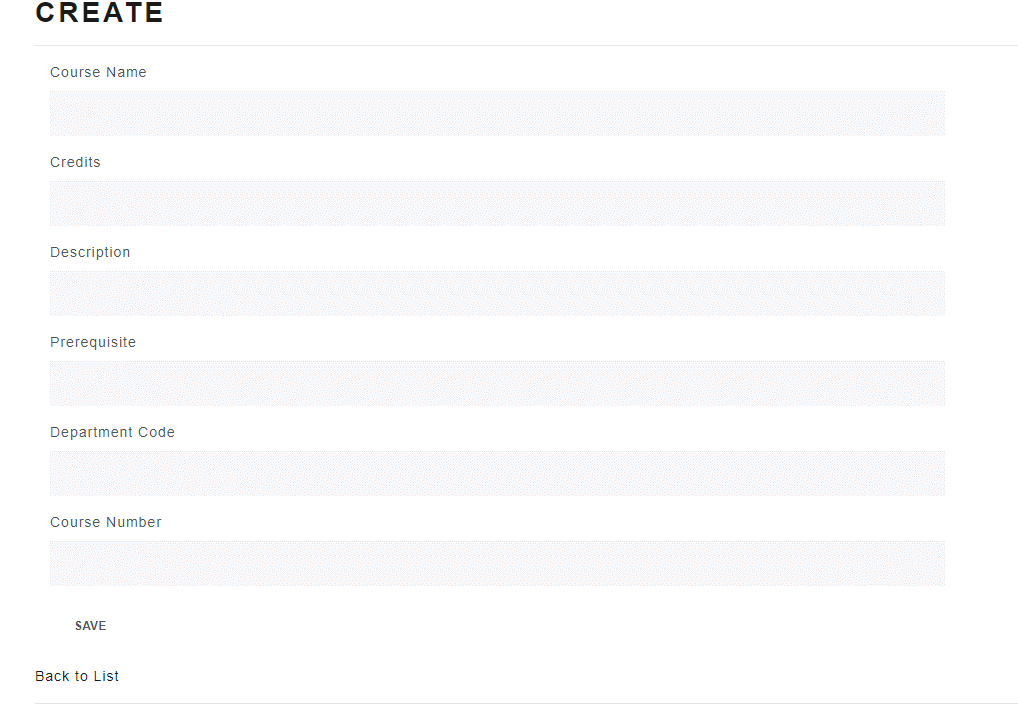 CREATE
Course Name
Credits
Description
Prerequisite
Department Code
Course Number
SAVE
Back to List